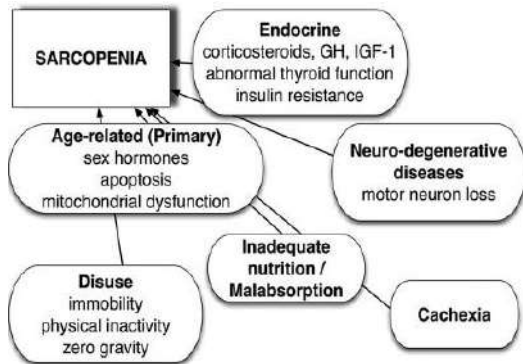 SARCOPENIA
Endocrine
corticosteroids, GH, IGF-1
abnormal thyroid function
insulin resistance
Age-related (Primary)
sex hormones
apoptosis
mitochondrial dysfunction
Neuro-degenerative
diseases
motor neuron loss
Inadequate
nutrition /
Malabsorption
Disuse
immobility
physical inactivity
zero gravity
Cachexia